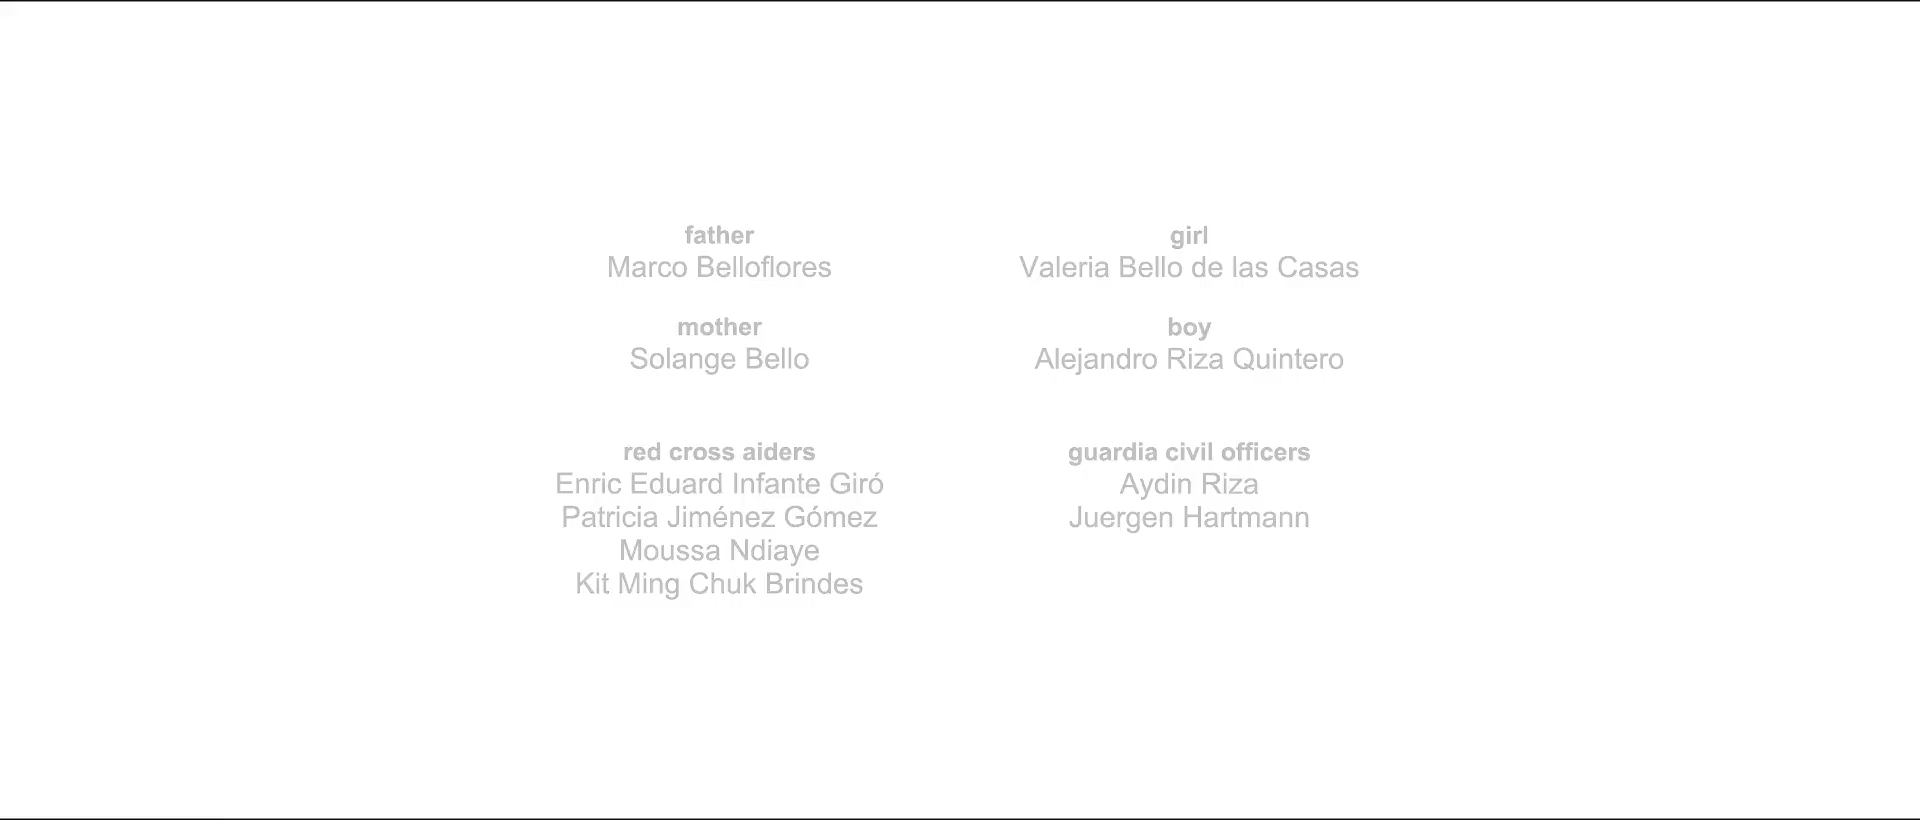 father
Marco Belloflores
mother
Solange Bello
red cross aiders
Enric Eduard Infante Giró
Patricia Jiménez Gómez
Moussa Ndiaye
Kit Ming Chuk Brindes
girl
Valeria Bello de las Casas
boy
Alejandro Riza Quintero
guardia civil officers
Aydin Riza
Juergen Hartmann